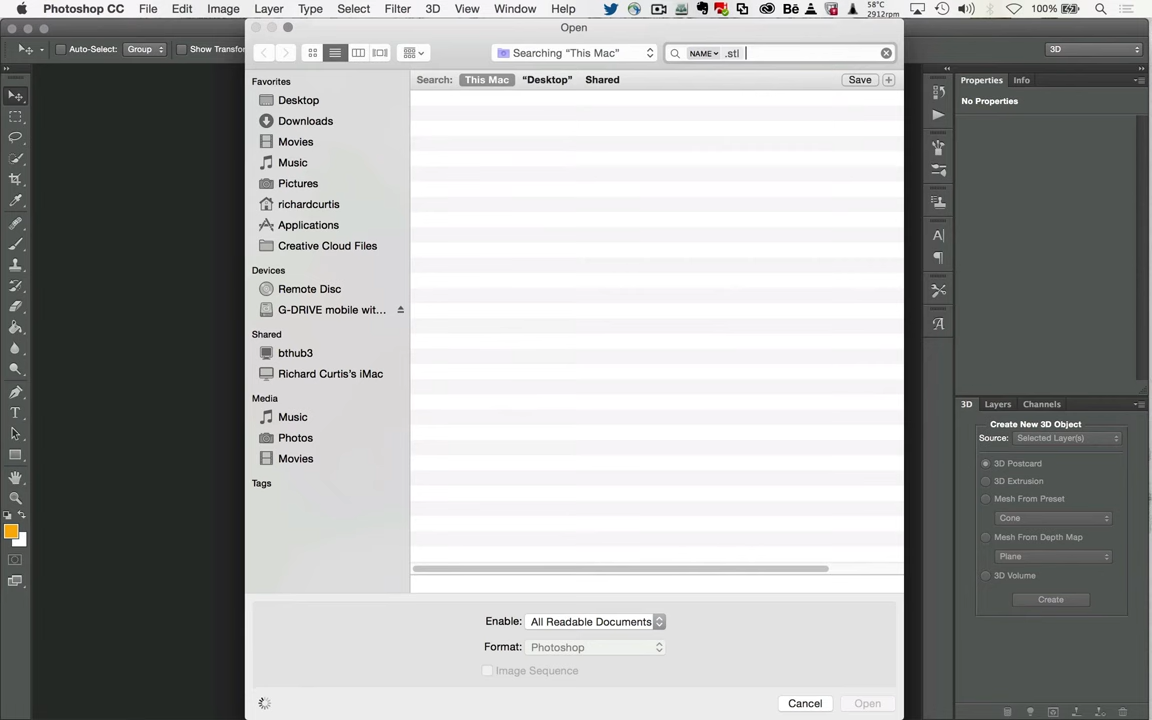 Photoshop CC File Edit Image Layer Type Select Filter 3D View Window Help 58°C 2912rpm 100%
Open
Auto-Select: Group Show Transfor 3D
Searching "This Mac" NAME .stl
Search: This Mac "Desktop" Shared Save
Favorites
Desktop
Downloads
Movies
Music
Pictures
richardcurtis
Applications
Creative Cloud Files
Devices
Remote Disc
G-DRIVE mobile wit...
Shared
bthub3
Richard Curtis's iMac
Media
Music
Photos
Movies
Tags
Enable: All Readable Documents
Format: Photoshop
Image Sequence
Cancel Open
Properties Info
No Properties
3D Layers Channels
Create New 3D Object
Source: Selected Layer(s)
3D Postcard
3D Extrusion
Mesh From Preset
Cone
Mesh From Depth Map
Plane
3D Volume
Create